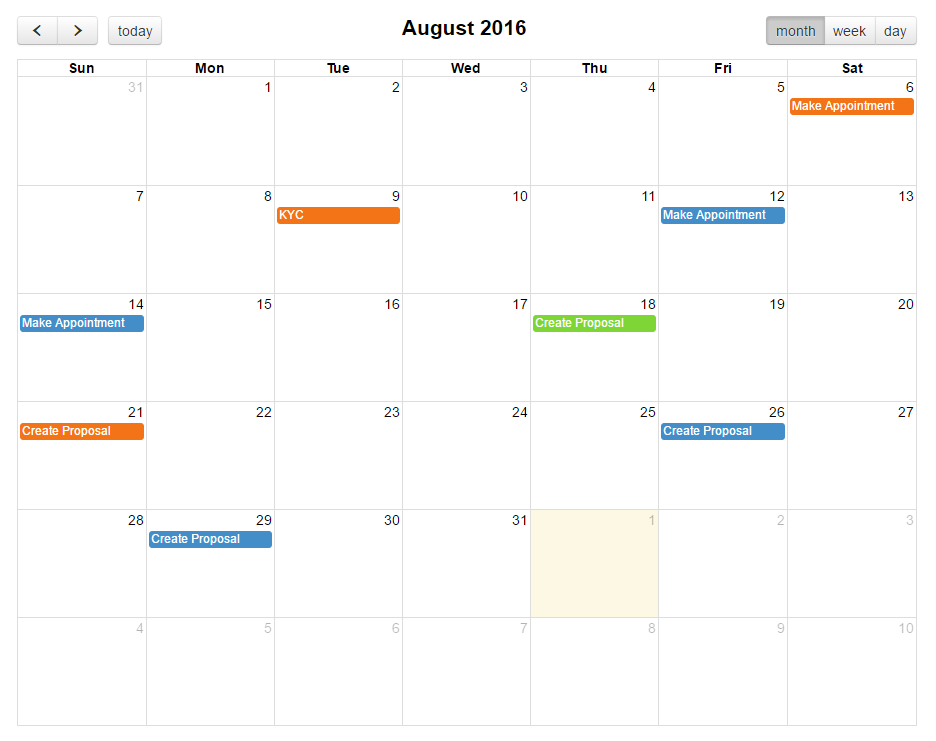 today
August 2016
month week day
Sun Mon Tue Wed Thu Fri Sat
31 1 2 3 4 5 6
Make Appointment
7 8 9 10 11 12 13
KYC Make Appointment
14 15 16 17 18 19 20
Make Appointment Create Proposal
21 22 23 24 25 26 27
Create Proposal Create Proposal
28 29 30 31 1 2 3
Create Proposal
4 5 6 7 8 9 10